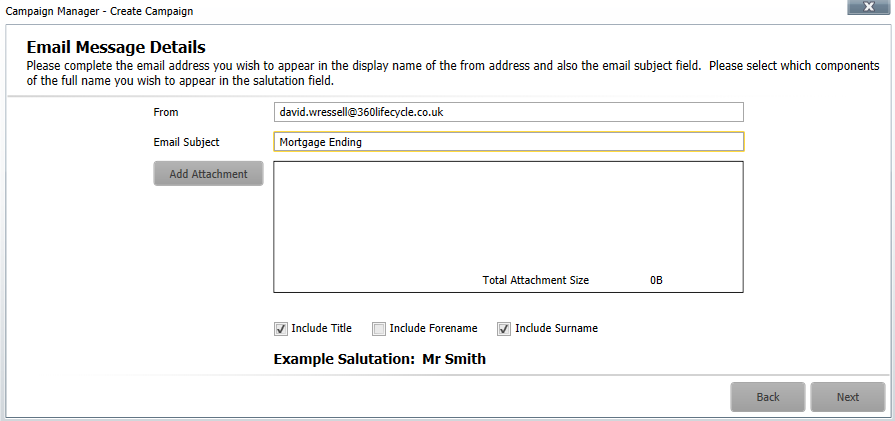 Campaign Manager - Create Campaign
Email Message Details
Please complete the email address you wish to appear in the display name of the from address and also the email subject field. Please select which components
of the full name you wish to appear in the salutation field.
From
david.wressell@360lifecycle.co.uk
Email Subject
Mortgage Ending
Add Attachment
Total Attachment Size 0B
Include Title Include Forename Include Surname
Example Salutation: Mr Smith
Back Next